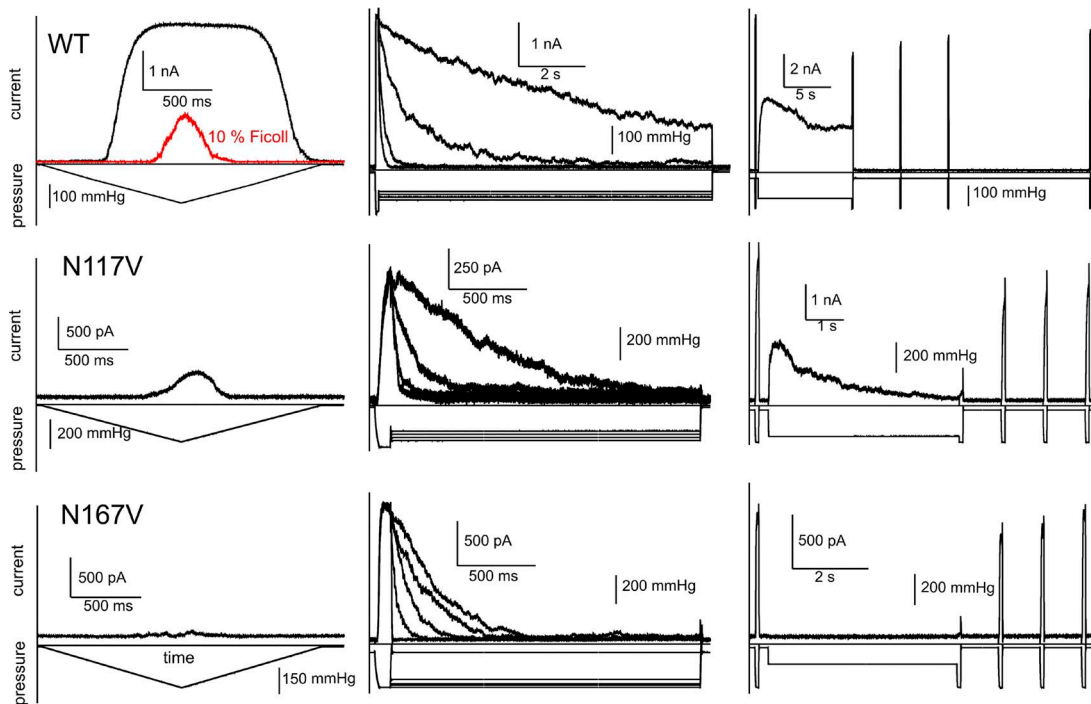 WT
current
1 nA
500 ms
10 % Ficoll
pressure
100 mmHg
1 nA
2 s
100 mmHg
2 nA
5 s
100 mmHg
N117V
current
500 pA
500 ms
pressure
200 mmHg
250 pA
500 ms
200 mmHg
1 nA
1 s
200 mmHg
N167V
current
500 pA
500 ms
time
pressure
150 mmHg
500 pA
500 ms
200 mmHg
500 pA
2 s
200 mmHg